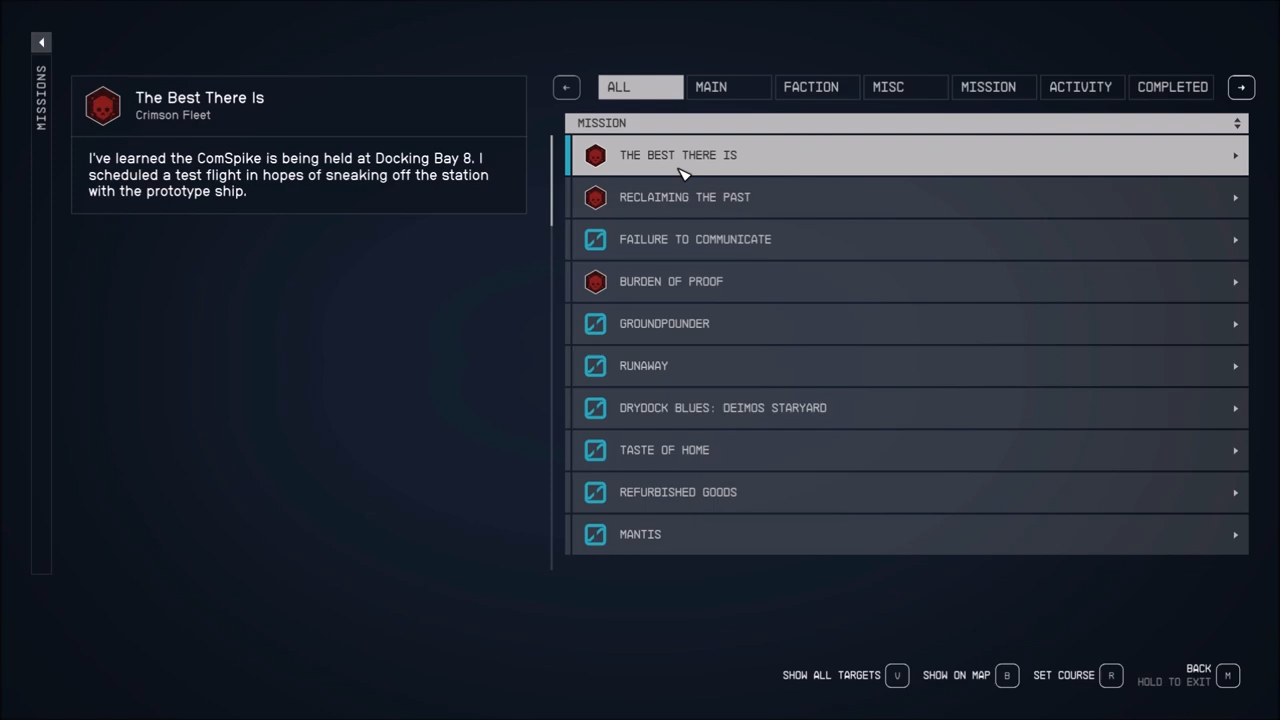 MISSIONS
The Best There Is
Crimson Fleet
I've learned the ComSpike is being held at Docking Bay 8. I
scheduled a test flight in hopes of sneaking off the station
with the prototype ship.
ALL MAIN FACTION MISC MISSION ACTIVITY COMPLETED
MISSION
THE BEST THERE IS
RECLAIMING THE PAST
FAILURE TO COMMUNICATE
BURDEN OF PROOF
GROUNDPOUNDER
RUNAWAY
DRYDOCK BLUES: DEIMOS STARYARD
TASTE OF HOME
REFURBISHED GOODS
MANTIS
SHOW ALL TARGETS V SHOW ON MAP B SET COURSE R BACK M
HOLD TO EXIT